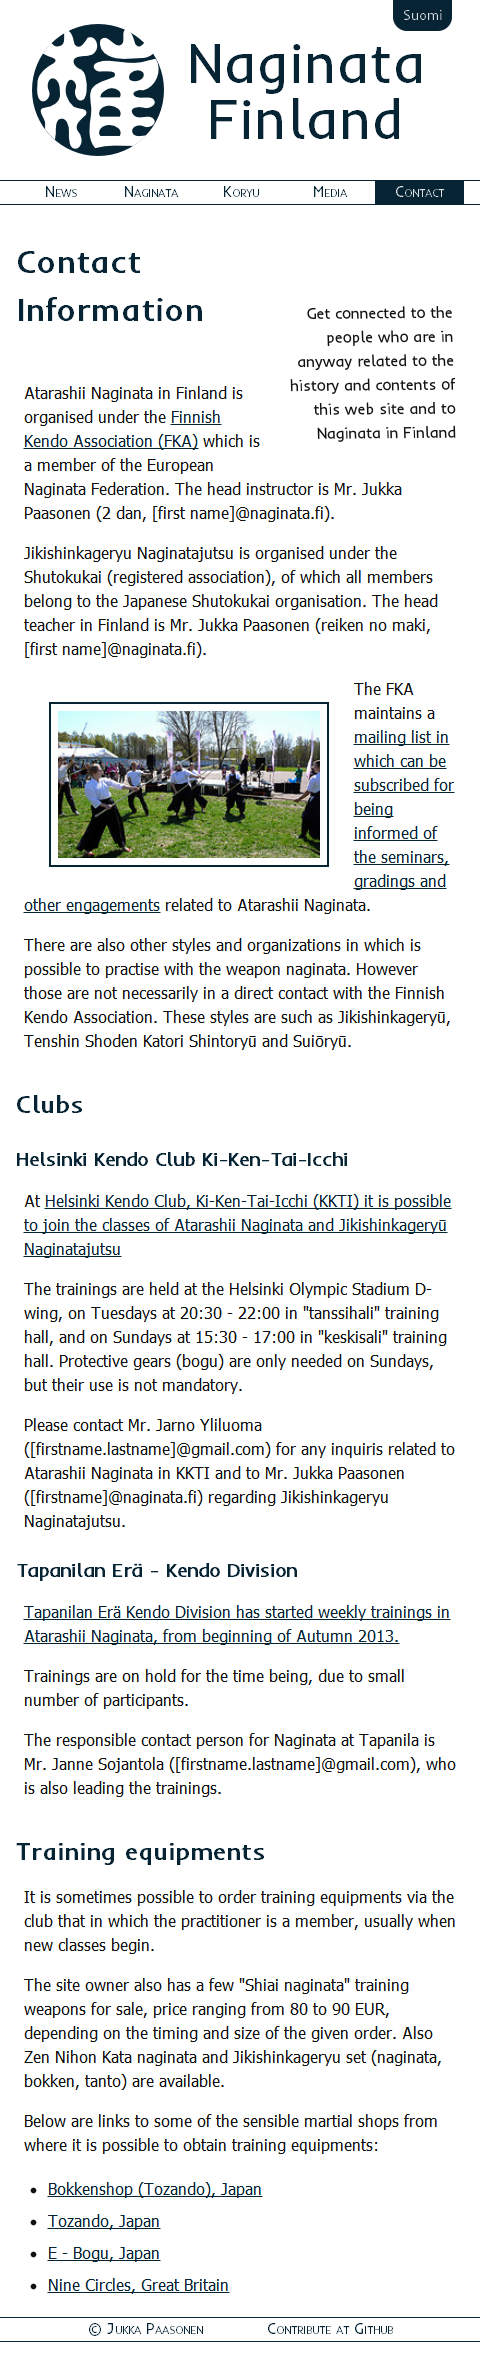 Suomi
Naginata
Finland
News Naginata Koryu Media Contact
Contact
Information
Get connected to the
people who are in
anyway related to the
history and contents of
this web site and to
Naginata in Finland
Atarashii Naginata in Finland is
organised under the Finnish
Kendo Association (FKA) which is
a member of the European
Naginata Federation. The head instructor is Mr. Jukka
Paasonen (2 dan, [first name]@naginata.fi).
Jikishinkageryu Naginatajutsu is organised under the
Shutokukai (registered association), of which all members
belong to the Japanese Shutokukai organisation. The head
teacher in Finland is Mr. Jukka Paasonen (reiken no maki,
[first name]@naginata.fi).
The FKA
maintains a
mailing list in
which can be
subscribed for
being
informed of
the seminars,
gradings and
other engagements related to Atarashii Naginata.
There are also other styles and organizations in which is
possible to practise with the weapon naginata. However
those are not necessarily in a direct contact with the Finnish
Kendo Association. These styles are such as Jikishinkageryū,
Tenshin Shoden Katori Shintoryū and Suiōryū.
Clubs
Helsinki Kendo Club Ki-Ken-Tai-Icchi
At Helsinki Kendo Club, Ki-Ken-Tai-Icchi (KKTI) it is possible
to join the classes of Atarashii Naginata and Jikishinkageryū
Naginatajutsu
The trainings are held at the Helsinki Olympic Stadium D-
wing, on Tuesdays at 20:30 - 22:00 in "tanssihali" training
hall, and on Sundays at 15:30 - 17:00 in "keskisali" training
hall. Protective gears (bogu) are only needed on Sundays,
but their use is not mandatory.
Please contact Mr. Jarno Yliluoma
([firstname.lastname]@gmail.com) for any inquiris related to
Atarashii Naginata in KKTI and to Mr. Jukka Paasonen
([firstname]@naginata.fi) regarding Jikishinkageryu
Naginatajutsu.
Tapanilan Erä - Kendo Division
Tapanilan Erä Kendo Division has started weekly trainings in
Atarashii Naginata, from beginning of Autumn 2013.
Trainings are on hold for the time being, due to small
number of participants.
The responsible contact person for Naginata at Tapanila is
Mr. Janne Sojantola ([firstname.lastname]@gmail.com), who
is also leading the trainings.
Training equipments
It is sometimes possible to order training equipments via the
club that in which the practitioner is a member, usually when
new classes begin.
The site owner also has a few "Shiai naginata" training
weapons for sale, price ranging from 80 to 90 EUR,
depending on the timing and size of the given order. Also
Zen Nihon Kata naginata and Jikishinkageryu set (naginata,
bokken, tanto) are available.
Below are links to some of the sensible martial shops from
where it is possible to obtain training equipments:
• Bokkenshop (Tozando), Japan
• Tozando, Japan
• E - Bogu, Japan
• Nine Circles, Great Britain
© Jukka Paasonen Contribute at Github